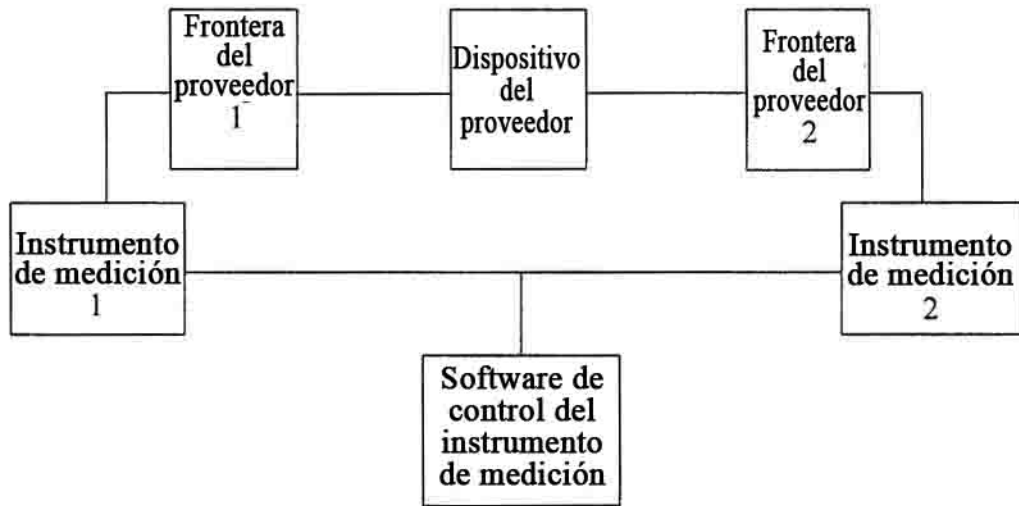 Frontera
del
proveedor
1
Dispositivo
del
proveedor
Frontera
del
proveedor
2
Instrumento
de medición
1
Instrumento
de medición
2
Software de
control del
instrumento
de medición